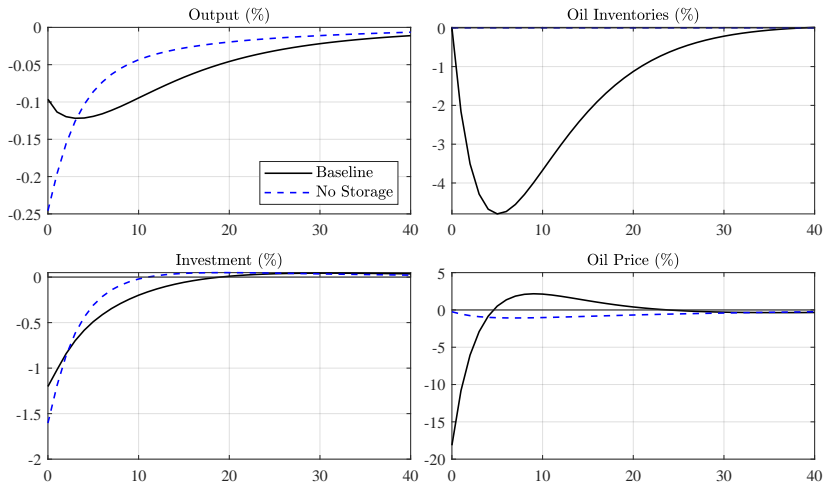 Output (%)
0
-0.05
-0.1
-0.15
-0.2
-0.25
0 10 20 30 40
Baseline
No Storage
Oil Inventories (%)
0
-1
-2
-3
-4
0 10 20 30 40
Investment (%)
0
-0.5
-1
-1.5
-2
0 10 20 30 40
Oil Price (%)
5
0
-5
-10
-15
-20
0 10 20 30 40